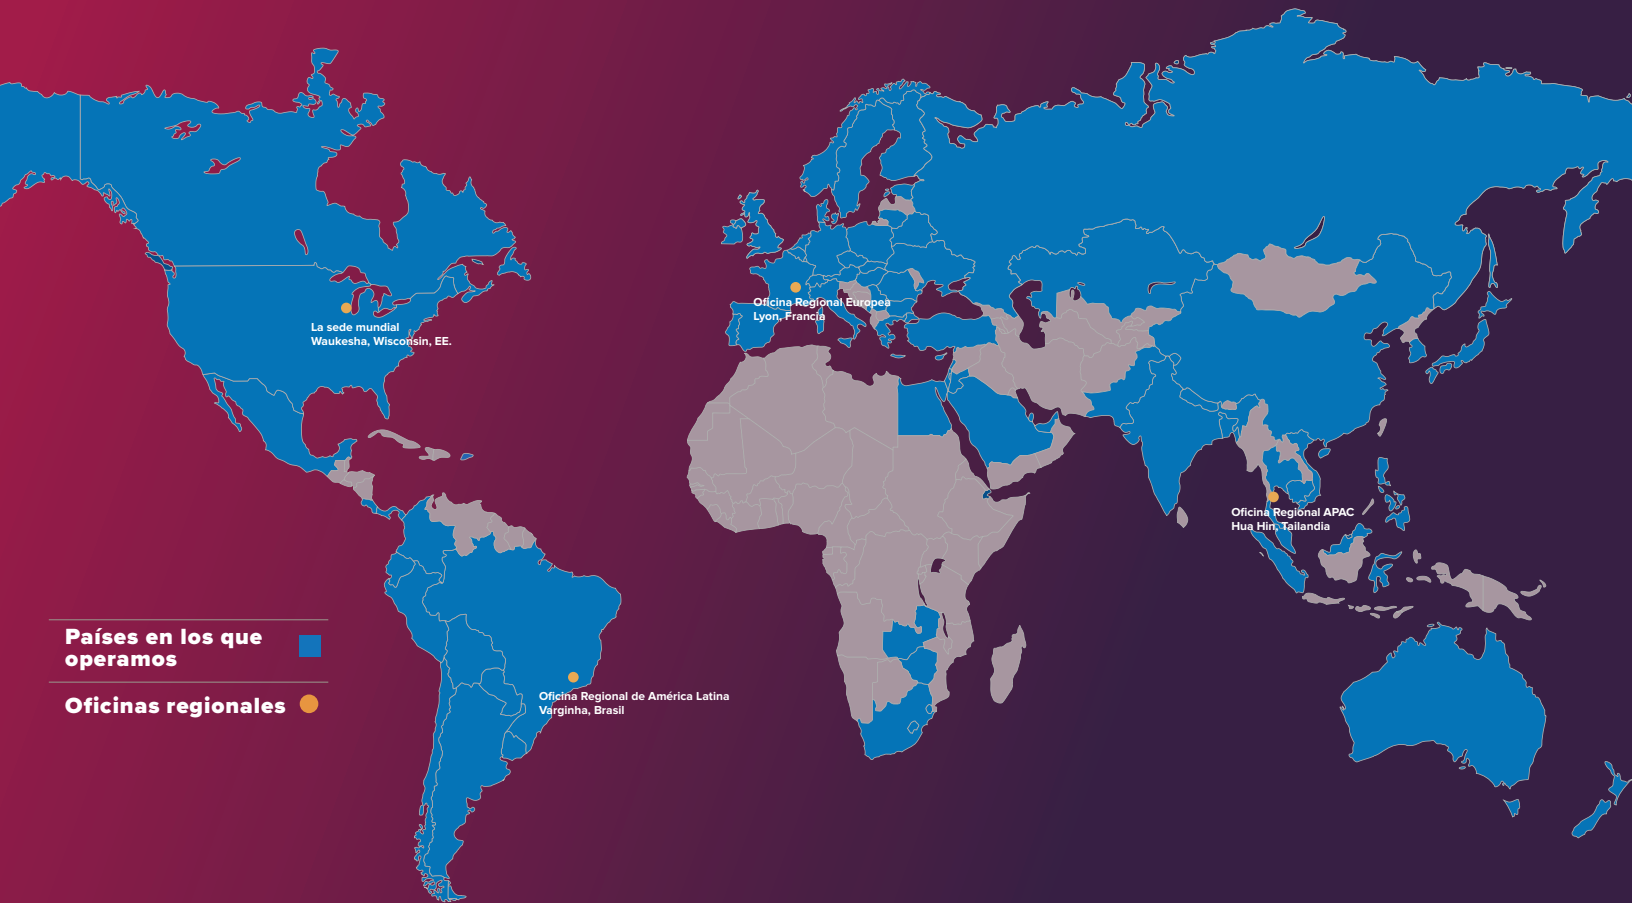 La sede mundial
Waukesha, Wisconsin, EE.
Oficina Regional Europea
Lyon, Francia
Oficina Regional APAC
Hua Hin, Tailandia
Oficina Regional de América Latina
Varginha, Brasil
Países en los que
operamos
Oficinas regionales